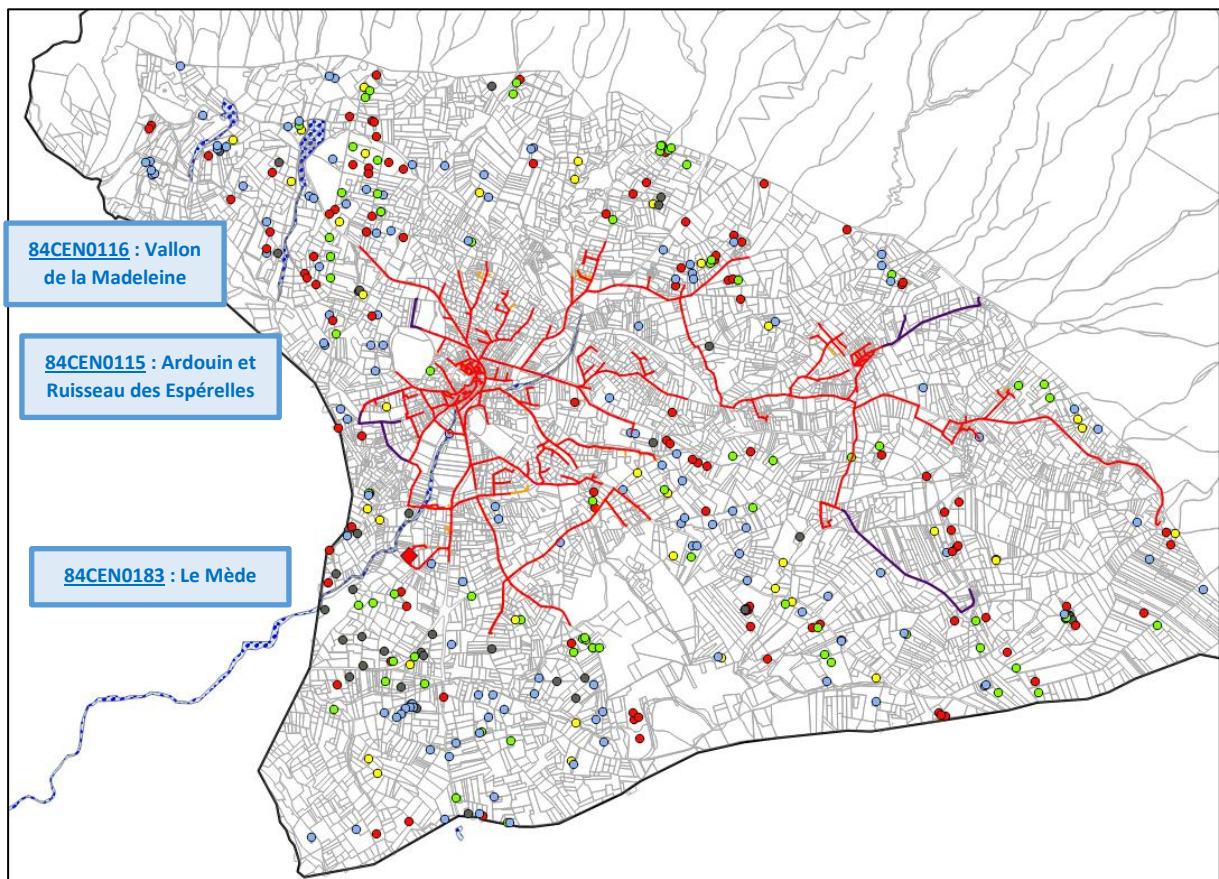 84CEN0116 : Vallon
de la Madeleine
84CEN0115 : Ardouin et
Ruisseau des Espérelles
84CEN0183 : Le Mède